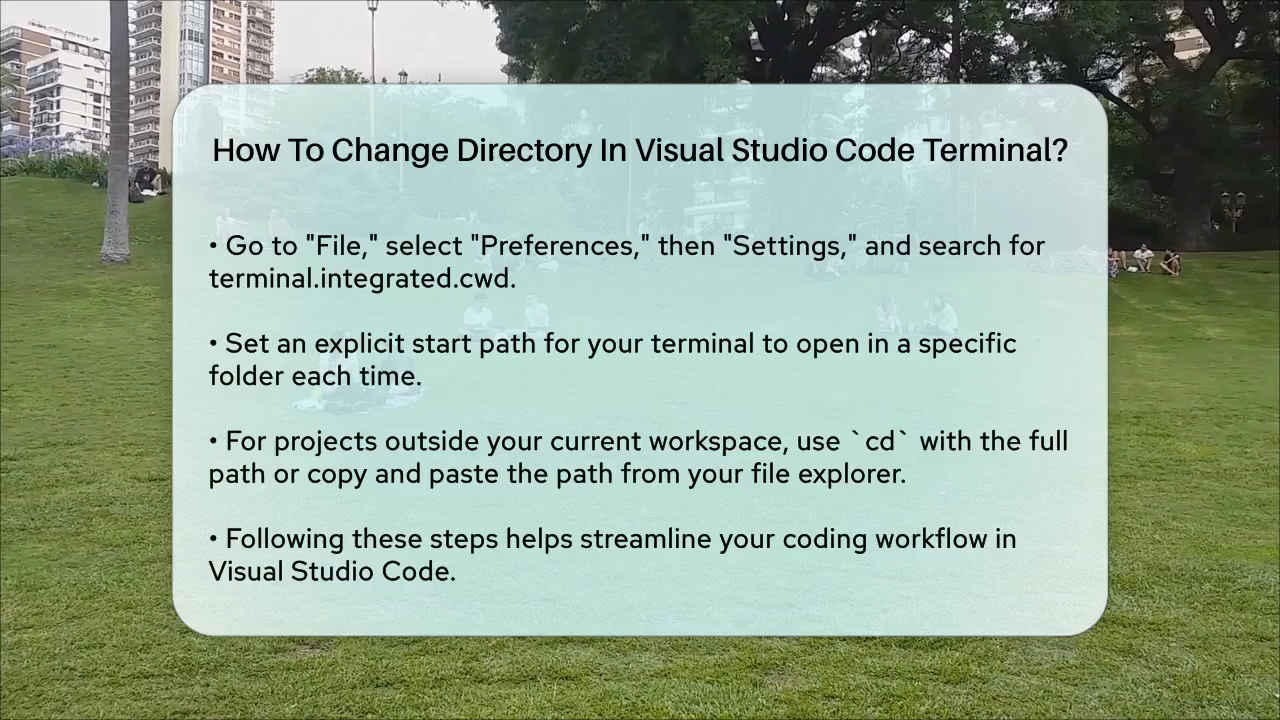 How To Change Directory In Visual Studio Code Terminal?
• Go to "File," select "Preferences," then "Settings," and search for
terminal.integrated.cwd.
• Set an explicit start path for your terminal to open in a specific
folder each time.
• For projects outside your current workspace, use `cd` with the full
path or copy and paste the path from your file explorer.
• Following these steps helps streamline your coding workflow in
Visual Studio Code.